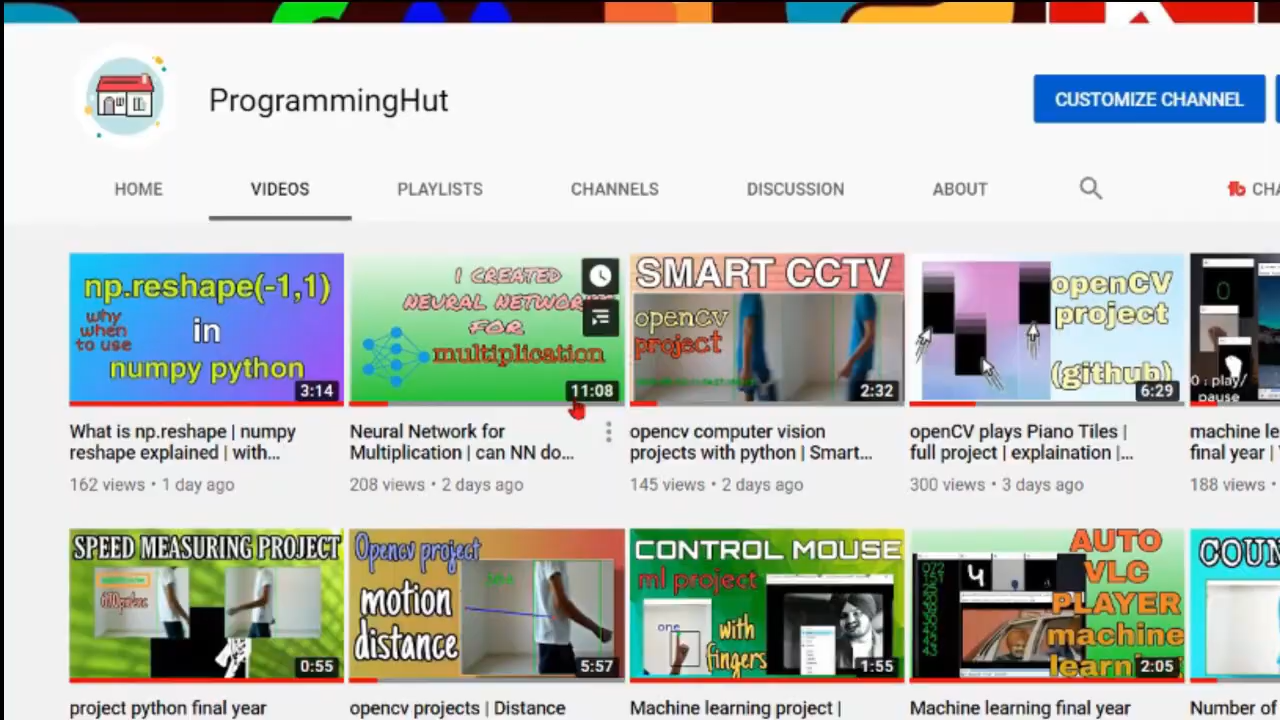 ProgrammingHut
CUSTOMIZE CHANNEL
HOME
VIDEOS
PLAYLISTS
CHANNELS
DISCUSSION
ABOUT
CHA
np.reshape(-1,1)
why
when
to use
in
numpy python
3:14
I CREATED
NEURAL NETWORK
FOR
multiplication
11:08
SMART CCTV
opencv
project
2:32
openCV
project
(github)
6:29
0 : play/
pause
What is np.reshape | numpy
reshape explained | with...
162 views • 1 day ago
Neural Network for
Multiplication | can NN do...
208 views • 2 days ago
opencv computer vision
projects with python | Smart...
145 views • 2 days ago
openCV plays Piano Tiles |
full project | explaination |...
300 views • 3 days ago
machine le
final year |
188 views •
SPEED MEASURING PROJECT
0:55
Opencv project
motion
distance
5:57
CONTROL MOUSE
ml project
one
with
fingers
1:55
AUTO
VLC
PLAYER
machine
learnin
2:05
COUN
project python final year
opencv projects | Distance
Machine learning project |
Machine learning final year
Number of